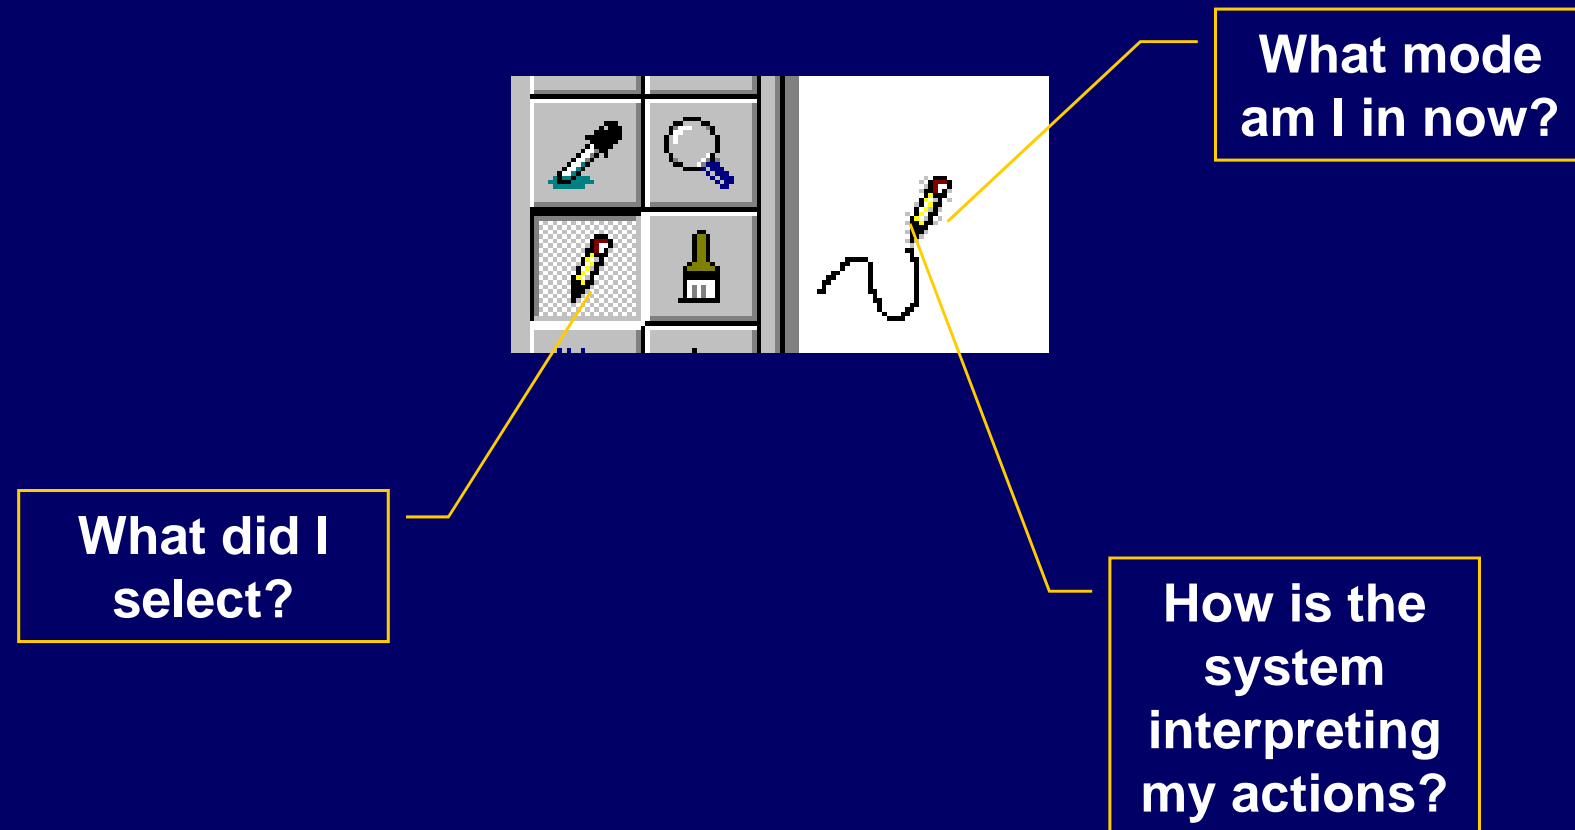 What mode
am I in now?
What did I
select?
How is the
system
interpreting
my actions?